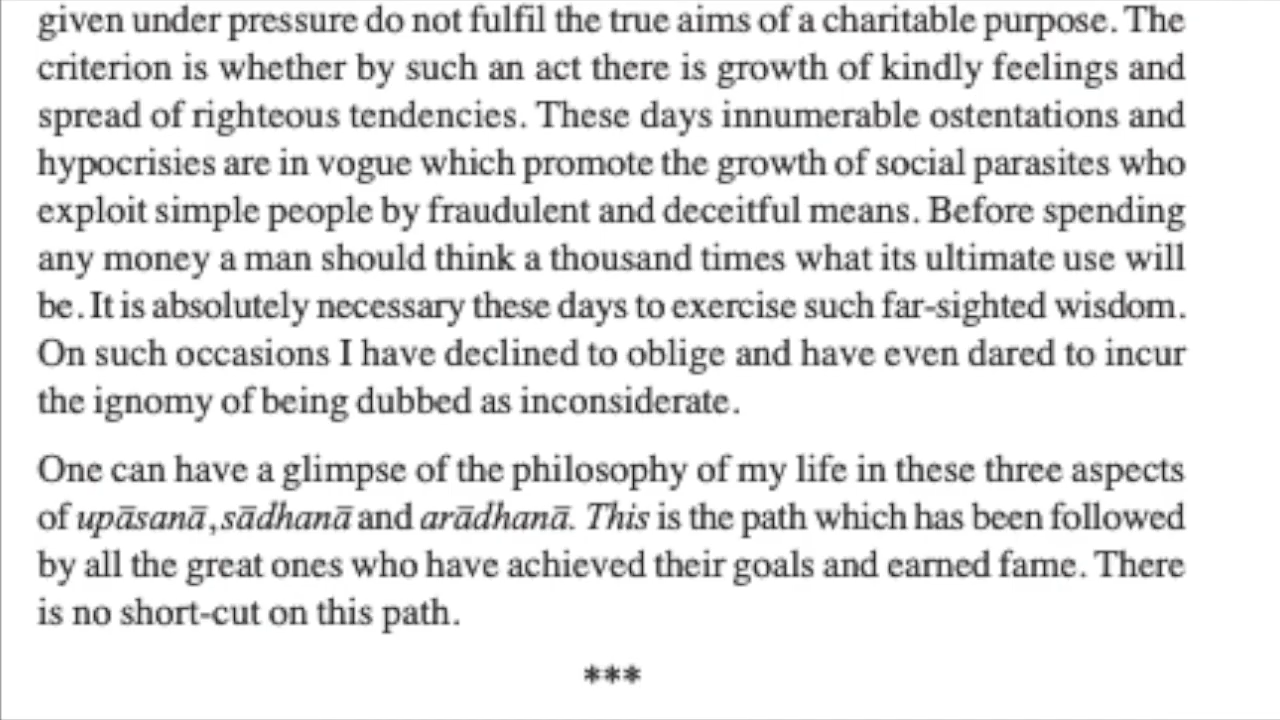 given under pressure do not fulfil the true aims of a charitable purpose. The
criterion is whether by such an act there is growth of kindly feelings and
spread of righteous tendencies. These days innumerable ostentations and
hypocrisies are in vogue which promote the growth of social parasites who
exploit simple people by fraudulent and deceitful means. Before spending
any money a man should think a thousand times what its ultimate use will
be. It is absolutely necessary these days to exercise such far-sighted wisdom.
On such occasions I have declined to oblige and have even dared to incur
the ignomy of being dubbed as inconsiderate.
One can have a glimpse of the philosophy of my life in these three aspects
of upāsanā, sādhanā and arādhanā. This is the path which has been followed
by all the great ones who have achieved their goals and earned fame. There
is no short-cut on this path.
***